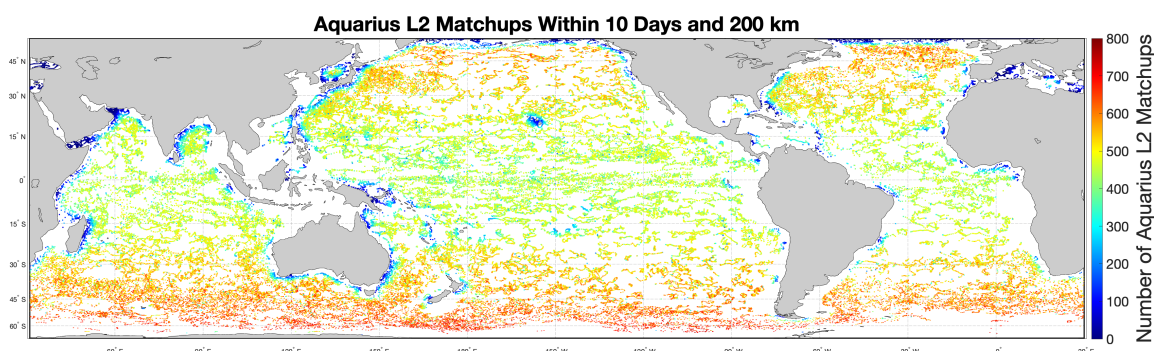 Aquarius L2 Matchups Within 10 Days and 200 km
45° N
30° N
15° N
0°
15° S
30° S
45° S
60° S
800
700
600
500
400
300
200
100
0
Number of Aquarius L2 Matchups